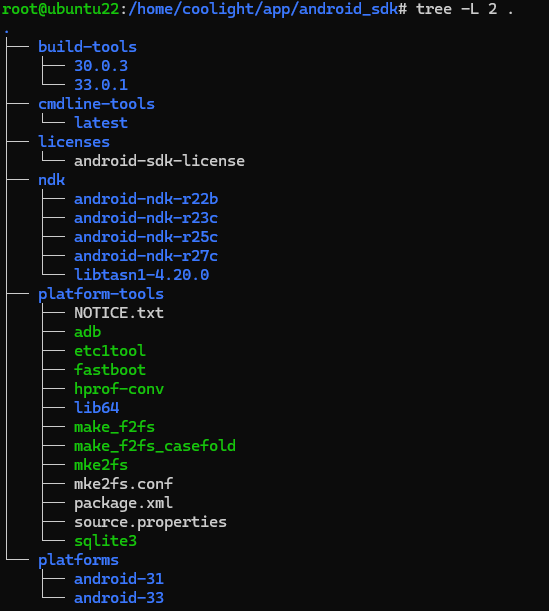 root@ubuntu22:/home/coolight/app/android_sdk# tree -L 2 .
.
├── build-tools
│   ├── 30.0.3
│   └── 33.0.1
├── cmdline-tools
│   └── latest
├── licenses
│   └── android-sdk-license
├── ndk
│   ├── android-ndk-r22b
│   ├── android-ndk-r23c
│   ├── android-ndk-r25c
│   ├── android-ndk-r27c
│   └── libtasn1-4.20.0
├── platform-tools
│   ├── NOTICE.txt
│   ├── adb
│   ├── etc1tool
│   ├── fastboot
│   ├── hprof-conv
│   ├── lib64
│   ├── make_f2fs
│   ├── make_f2fs_casefold
│   ├── mke2fs
│   ├── mke2fs.conf
│   ├── package.xml
│   ├── source.properties
│   └── sqlite3
└── platforms
    ├── android-31
    └── android-33